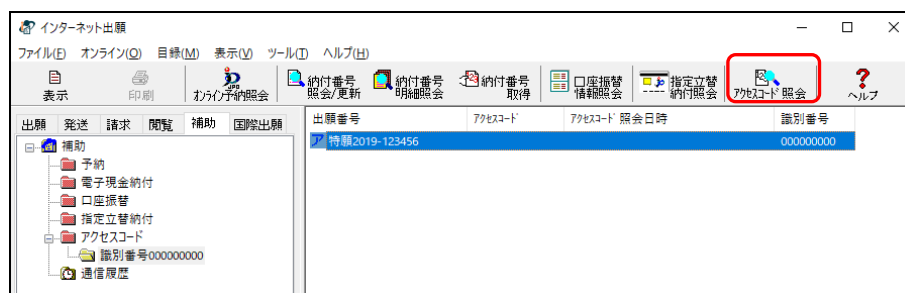 インターネット出願
ファイル(F) オンライン(O) 目録(M) 表示(V) ツール(T) ヘルプ(H)
表示 印刷 オンライン予納照会 納付番号照会/更新 納付番号明細照会 納付番号取得 口座振替情報照会 指定立替納付照会 アクセスコード照会 ヘルプ
出願 発送 請求 閲覧 補助 国際出願
出願番号 アクセスコード アクセスコード照会日時 識別番号
ア 特願2019-123456 000000000
補助
予納
電子現金納付
口座振替
指定立替納付
アクセスコード
識別番号000000000
通信履歴